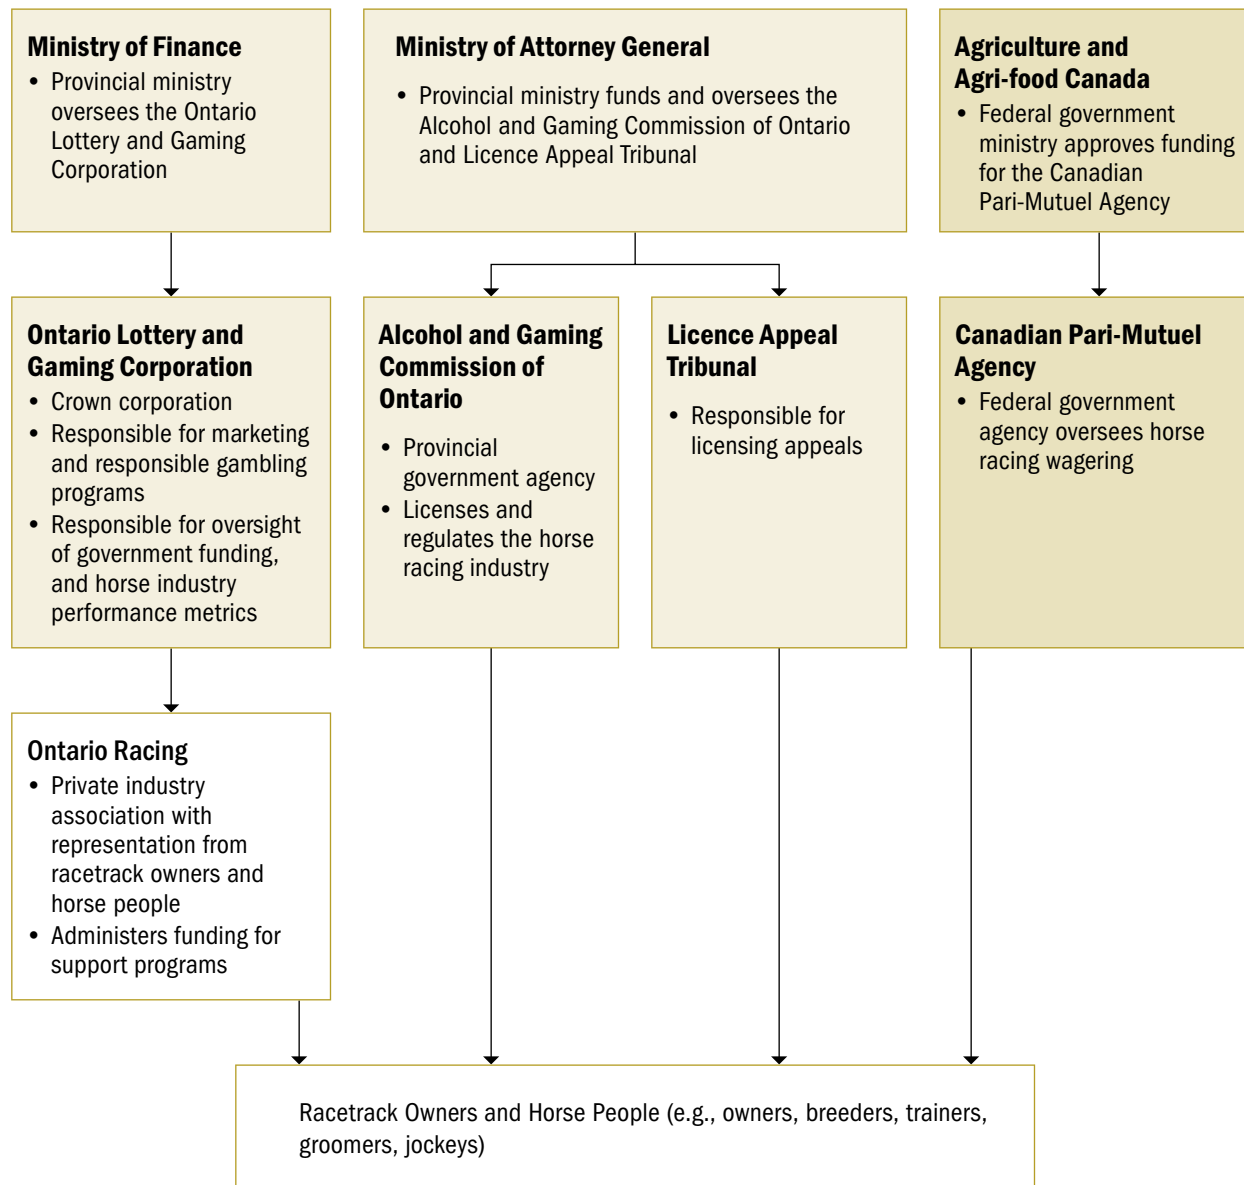 Ministry of Finance
• Provincial ministry
oversees the Ontario
Lottery and Gaming
Corporation
Ministry of Attorney General
• Provincial ministry funds and oversees the
Alcohol and Gaming Commission of Ontario
and Licence Appeal Tribunal
Agriculture and
Agri-food Canada
• Federal government
ministry approves funding
for the Canadian
Pari-Mutuel Agency
Ontario Lottery and
Gaming Corporation
• Crown corporation
• Responsible for marketing
and responsible gambling
programs
• Responsible for oversight
of government funding,
and horse industry
performance metrics
Alcohol and Gaming
Commission of
Ontario
• Provincial
government agency
• Licenses and
regulates the horse
racing industry
Licence Appeal
Tribunal
• Responsible for
licensing appeals
Canadian Pari-Mutuel
Agency
• Federal government
agency oversees horse
racing wagering
Ontario Racing
• Private industry
association with
representation from
racetrack owners and
horse people
• Administers funding for
support programs
Racetrack Owners and Horse People (e.g., owners, breeders, trainers,
groomers, jockeys)